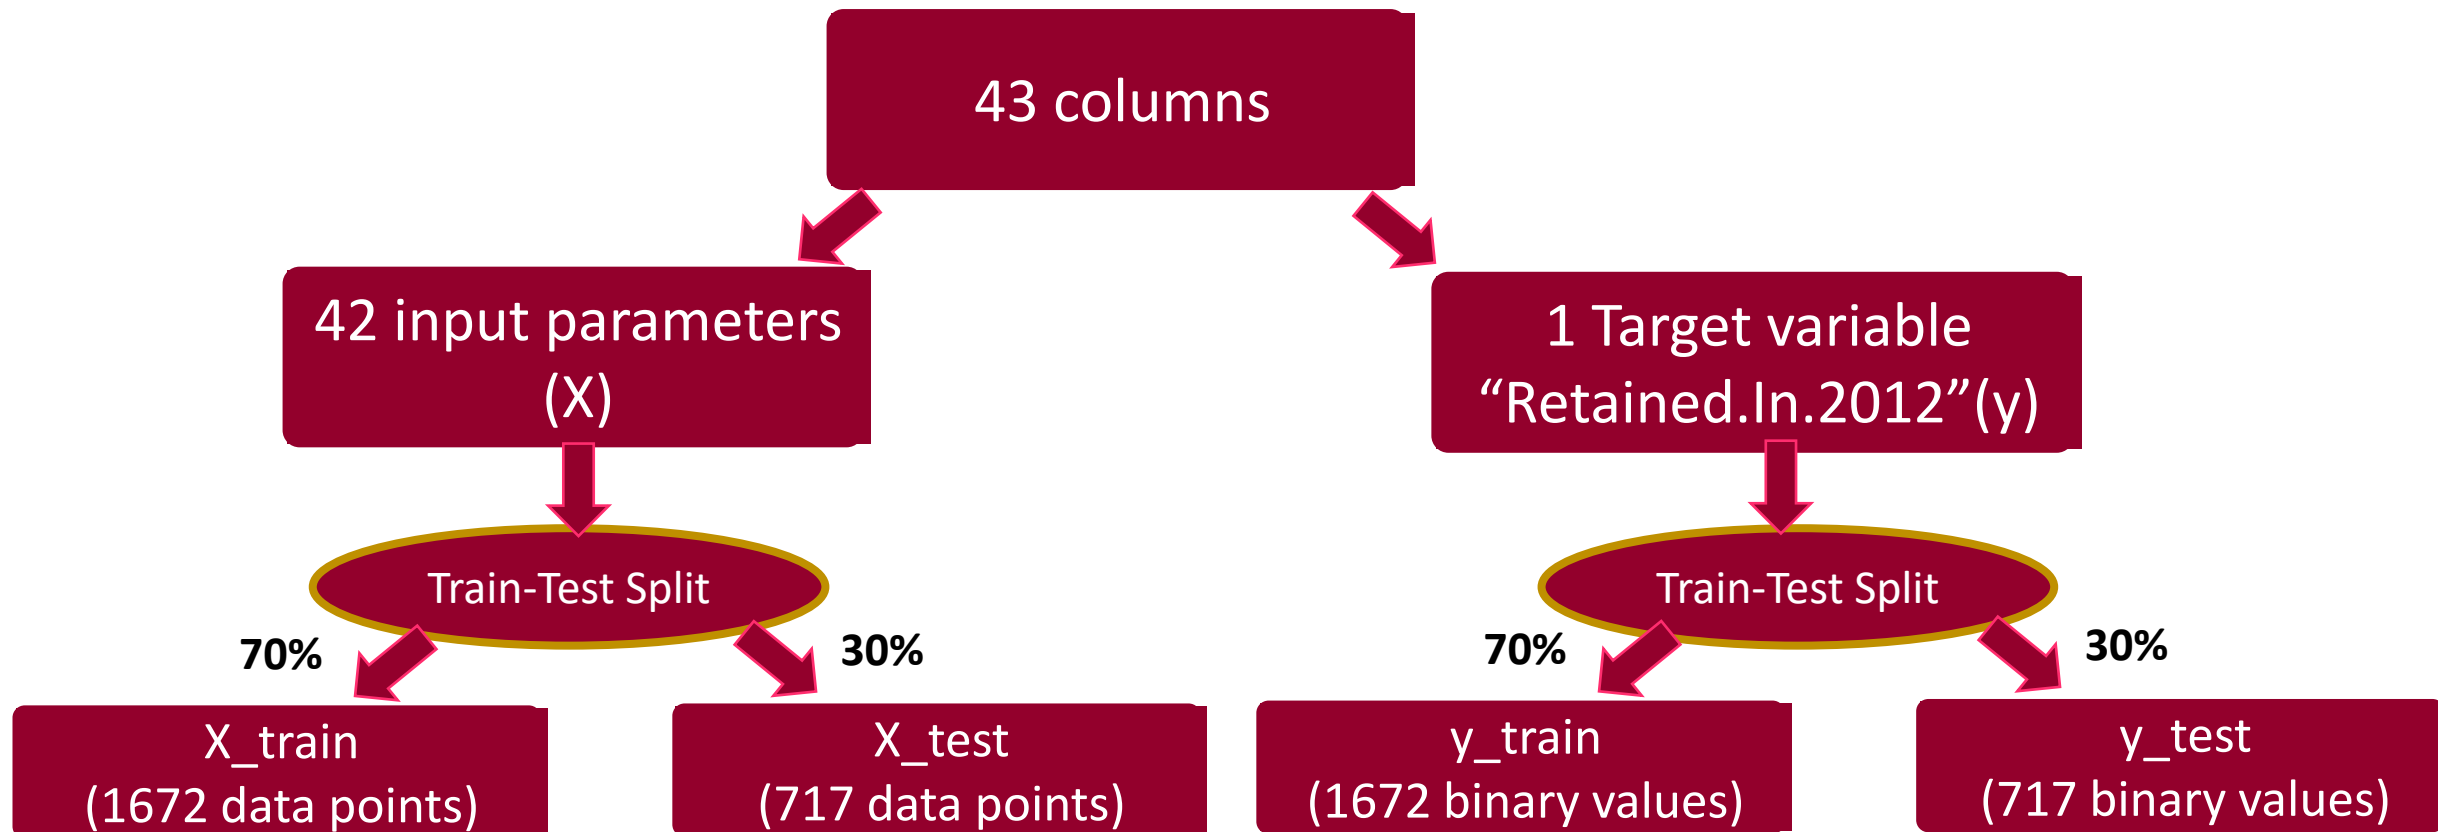 43 columns
42 input parameters
(X)
1 Target variable
“Retained.In.2012”(y)
Train-Test Split
Train-Test Split
70%
30%
70%
30%
X_train
(1672 data points)
X_test
(717 data points)
y_train
(1672 binary values)
y_test
(717 binary values)